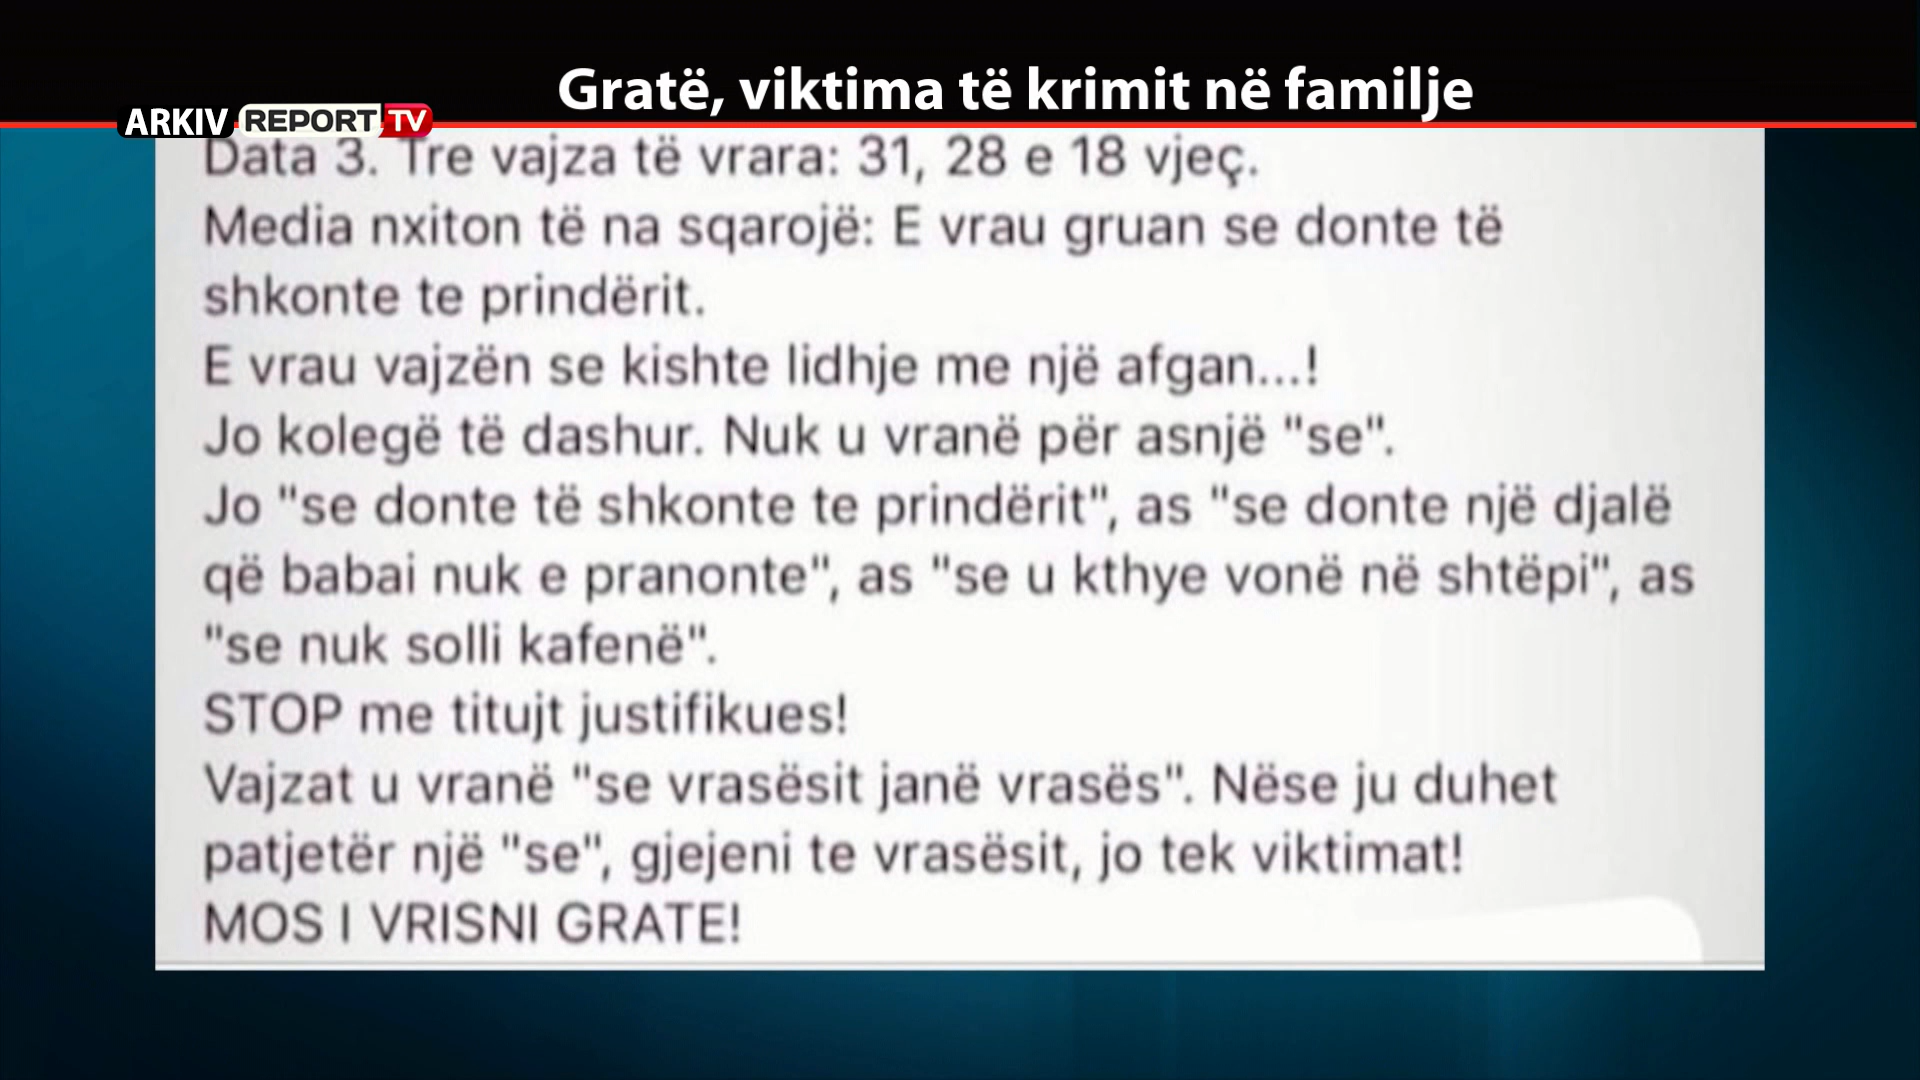 Gratë, viktima të krimit në familje
ARKIV REPORT TV
Data 3. Tre vajza të vrara: 31, 28 e 18 vjeç.
Media nxiton të na sqarojë: E vrau gruan se donte të
shkonte te prindërit.
E vrau vajzën se kishte lidhje me një afgan...!
Jo kolegë të dashur. Nuk u vranë për asnjë "se".
Jo "se donte të shkonte te prindërit", as "se donte një djalë
që babai nuk e pranonte", as "se u kthye vonë në shtëpi", as
"se nuk solli kafenë".
STOP me titujt justifikues!
Vajzat u vranë "se vrasësit janë vrasës". Nëse ju duhet
patjetër një "se", gjejeni te vrasësit, jo tek viktimat!
MOS I VRISNI GRATE!